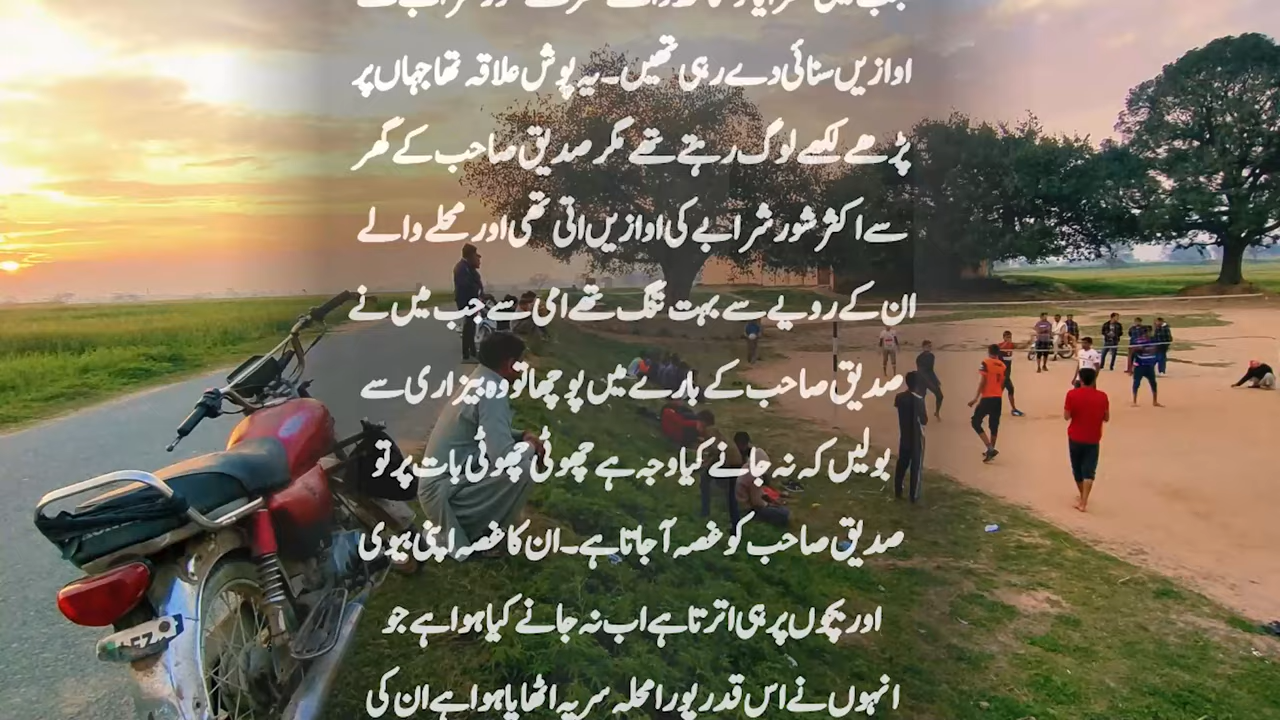 اوازیں سنائی دے رہی تھیں۔ یہ پوش علاقہ تھا جہاں پر
پڑھے لکھے لوگ رہتے تھے مگر صدیق صاحب کے گھر
سے اکثر شور شرابے کی اوازیں اتی تھی اور محلے والے
ان کے رویے سے بہت تنگ تھے امی سے جب میں نے
صدیق صاحب کے بارے میں پوچھا تو وہ بیزاری سے
بولیں کہ نہ جانے کیا وجہ ہے چھوٹی چھوٹی بات پر تو
صدیق صاحب کو غصہ آ جاتا ہے۔ ان کا غصہ اپنی بیوی
اور بچوں پر ہی اترتا ہے اب نہ جانے کیا ہوا ہے جو
انہوں نے اس قدر پورا محلہ سر پہ اٹھایا ہوا ہے ان کی